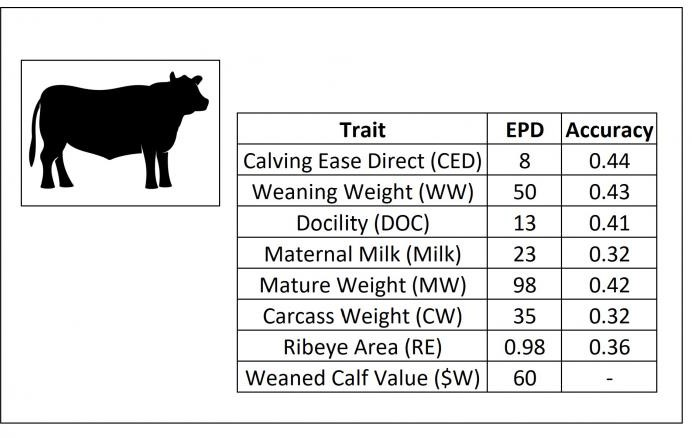 Trait EPD Accuracy
Calving Ease Direct (CED) 8 0.44
Weaning Weight (WW) 50 0.43
Docility (DOC) 13 0.41
Maternal Milk (Milk) 23 0.32
Mature Weight (MW) 98 0.42
Carcass Weight (CW) 35 0.32
Ribeye Area (RE) 0.98 0.36
Weaned Calf Value ($W) 60 -